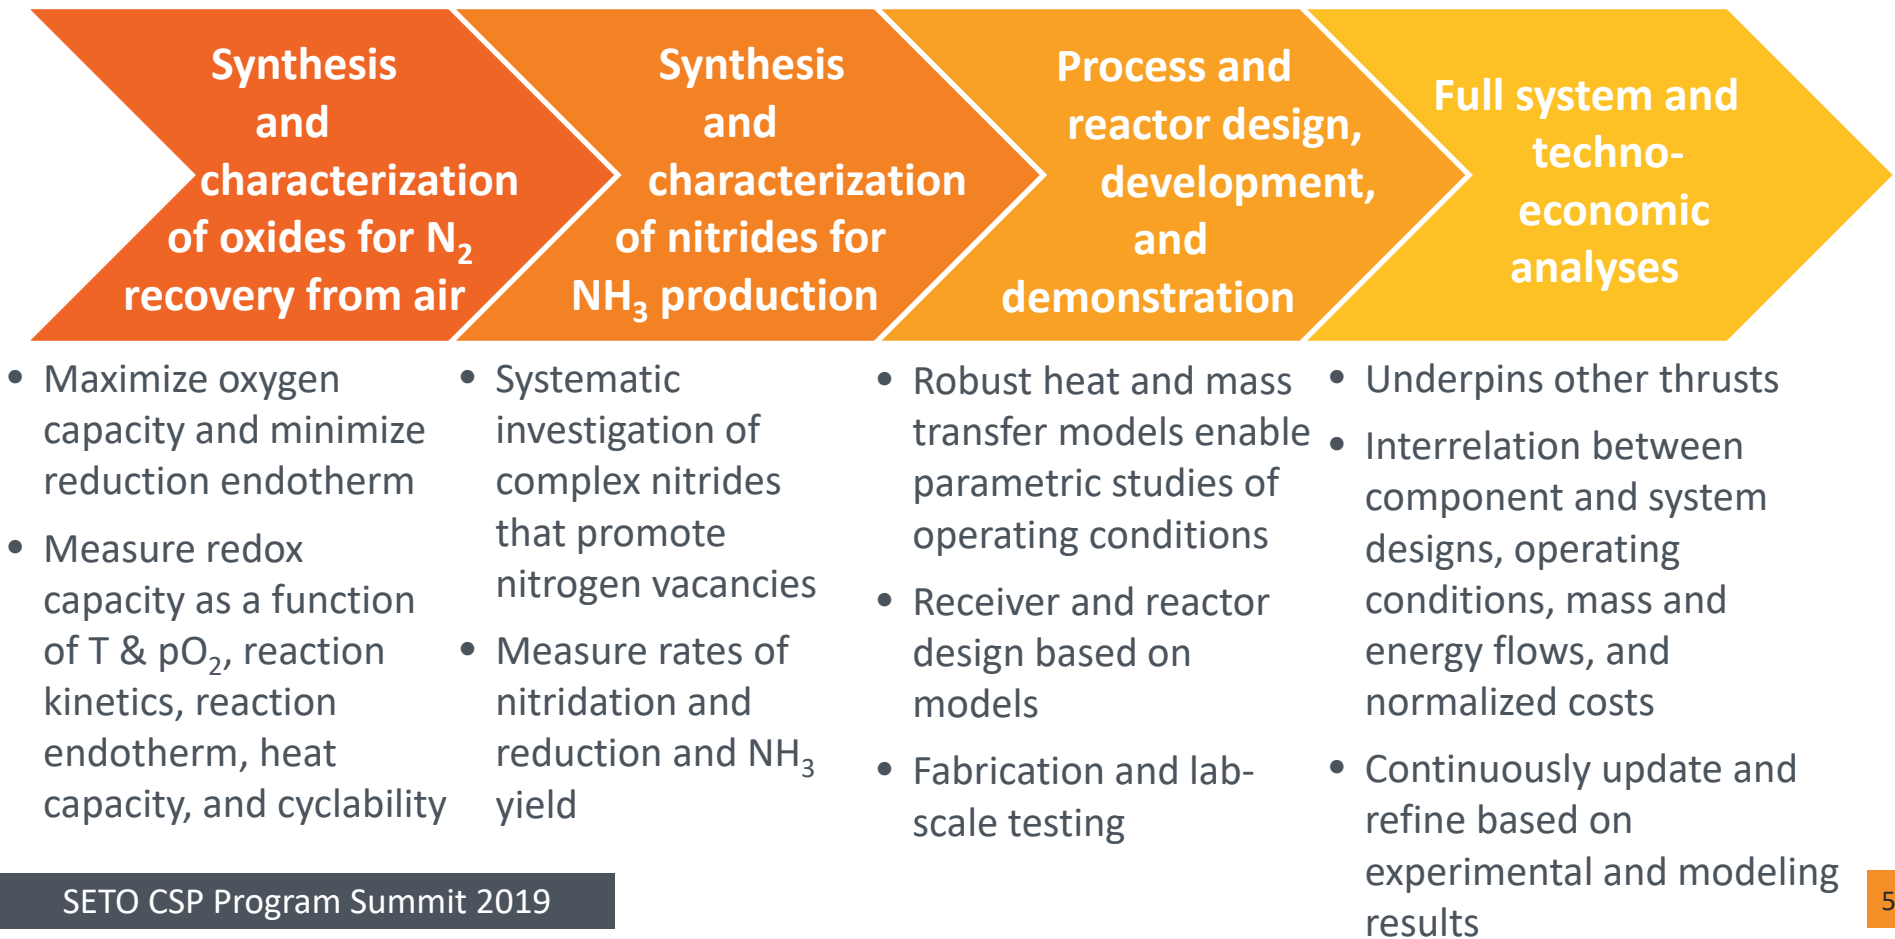 Synthesis
and
characterization
of oxides for N₂
recovery from air
Synthesis
and
characterization
of nitrides for
NH₃ production
Process and
reactor design,
development,
and
demonstration
Full system and
techno-
economic
analyses
• Maximize oxygen
capacity and minimize
reduction endotherm
• Measure redox
capacity as a function
of T & pO₂, reaction
kinetics, reaction
endotherm, heat
capacity, and cyclability
• Systematic
investigation of
complex nitrides
that promote
nitrogen vacancies
• Measure rates of
nitridation and
reduction and NH₃
yield
• Robust heat and mass
transfer models enable
parametric studies of
operating conditions
• Receiver and reactor
design based on
models
• Fabrication and lab-
scale testing
• Underpins other thrusts
• Interrelation between
component and system
designs, operating
conditions, mass and
energy flows, and
normalized costs
• Continuously update and
refine based on
experimental and modeling
results
SETO CSP Program Summit 2019
5